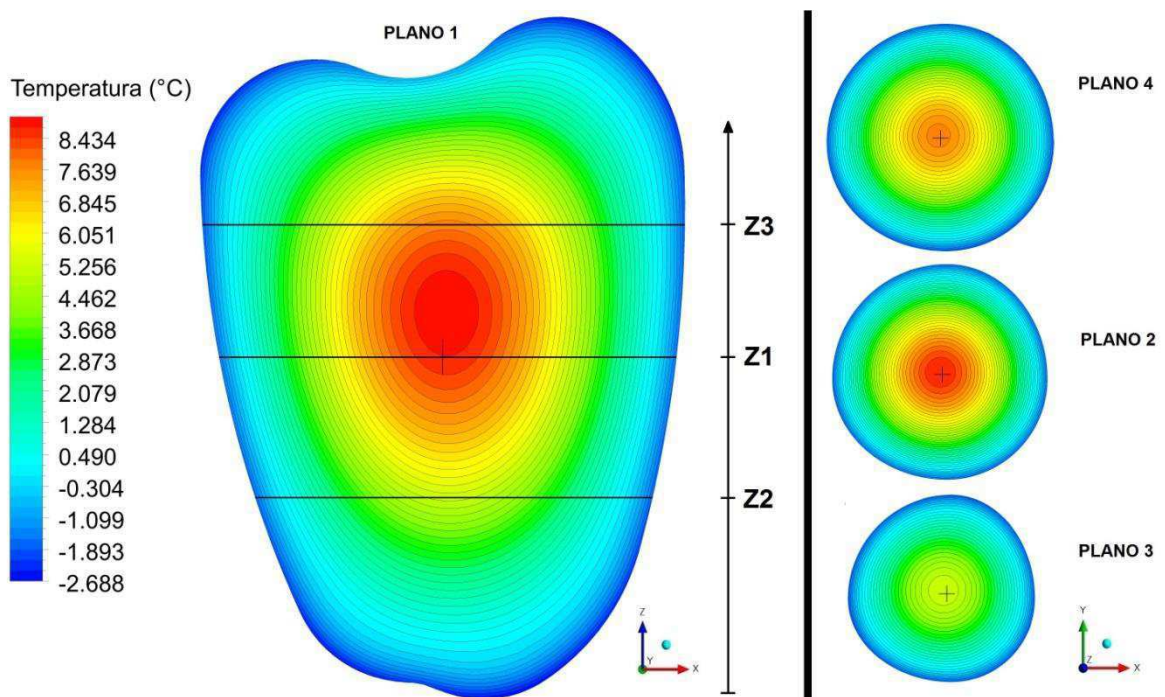 PLANO 1
Temperatura (°C)
8.434
7.639
6.845
6.051
5.256
4.462
3.668
2.873
2.079
1.284
0.490
-0.304
-1.099
-1.893
-2.688
Z3
Z1
Z2
Z
Y
X
PLANO 4
PLANO 2
PLANO 3
Y
Z
X